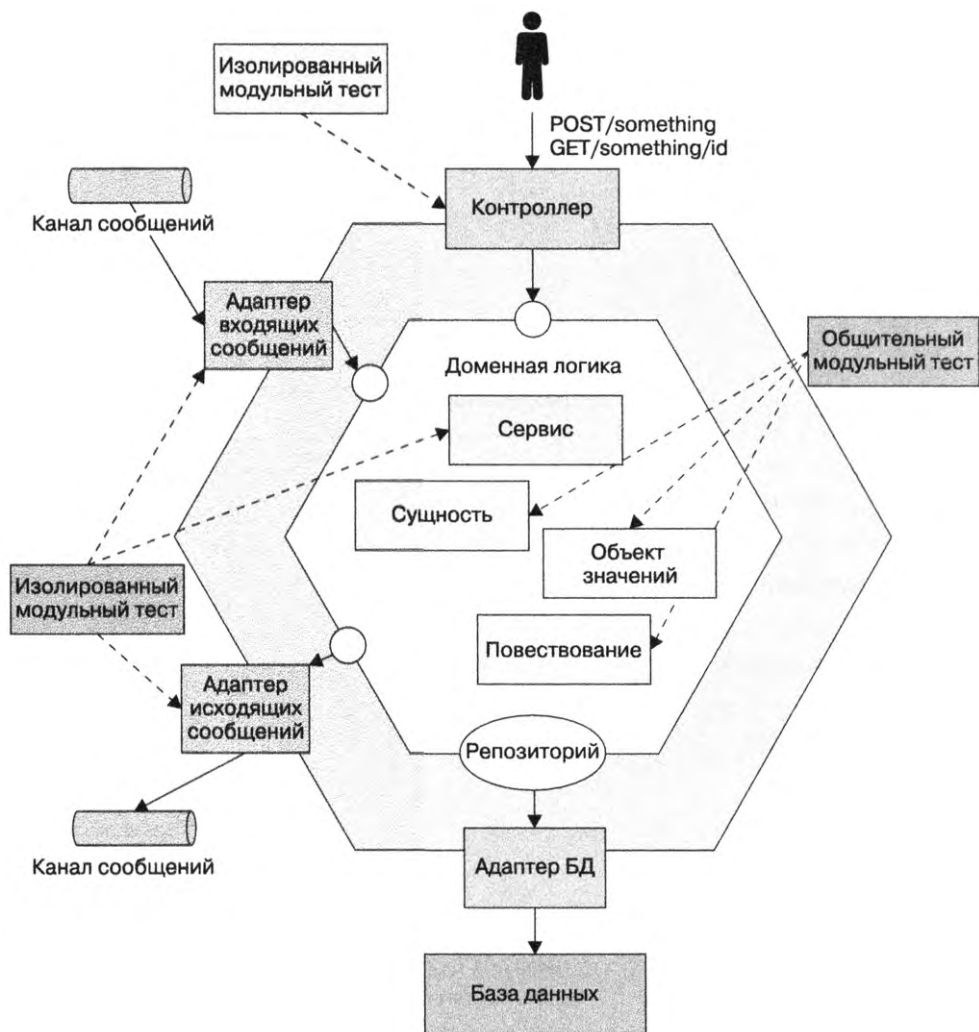 Изолированный
модульный тест
POST/something
GET/something/id
Контроллер
Канал сообщений
Адаптер
входящих
сообщений
Общительный
модульный тест
Доменная логика
Сервис
Сущность
Объект
значений
Изолированный
модульный тест
Повествование
Адаптер
исходящих
сообщений
Репозиторий
Канал сообщений
Адаптер БД
База данных